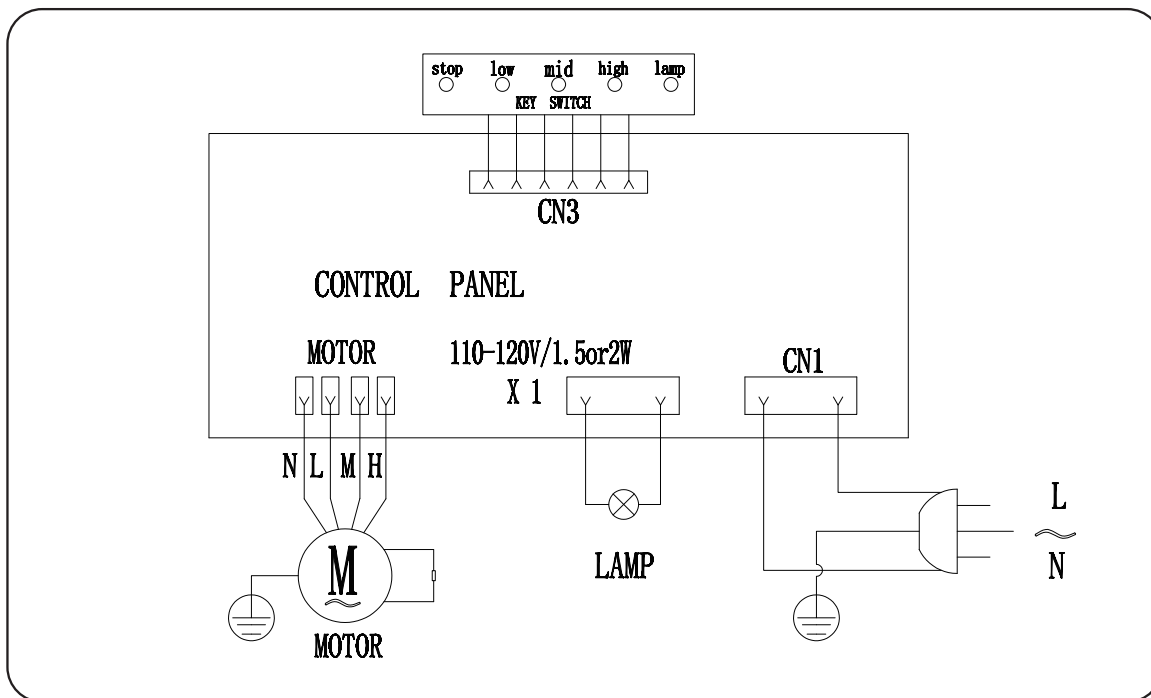 stop low mid high lamp
KEY SWITCH
CN3
CONTROL PANEL
MOTOR
110-120V/1.5or2W
X 1
CN1
N L M H
L
N
LAMP
M
MOTOR